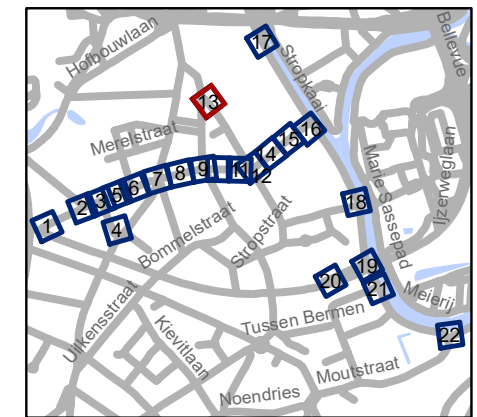 Hofbouwlaan
17
Stropkaai
Bellevue
13
Merelstraat
16
15
14
12
11
9
8
7
6
5
3
2
1
4
Marie Sassepad
Ijzerweglaan
18
Bommelstraat
Stropstraat
19
20
21
Meierij
Uilkensstraat
Tussen Bermen
22
Kievitlaan
Moutstraat
Noendries